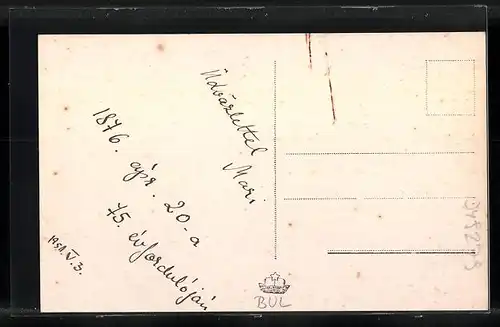 Üdvözlettel
Mari.
1876. ápr. 20-a
75. évfordulóján
1951. V. 3.
BUL